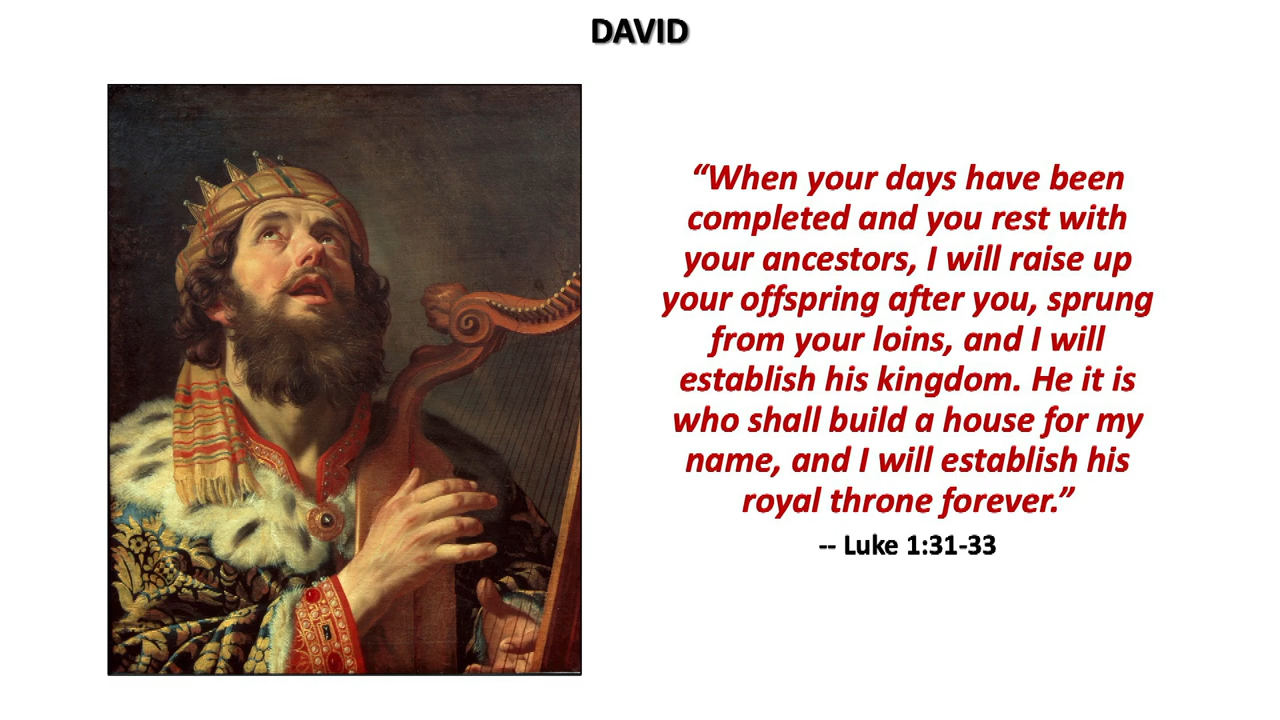 DAVID
“When your days have been
completed and you rest with
your ancestors, I will raise up
your offspring after you, sprung
from your loins, and I will
establish his kingdom. He it is
who shall build a house for my
name, and I will establish his
royal throne forever.”
-- Luke 1:31-33